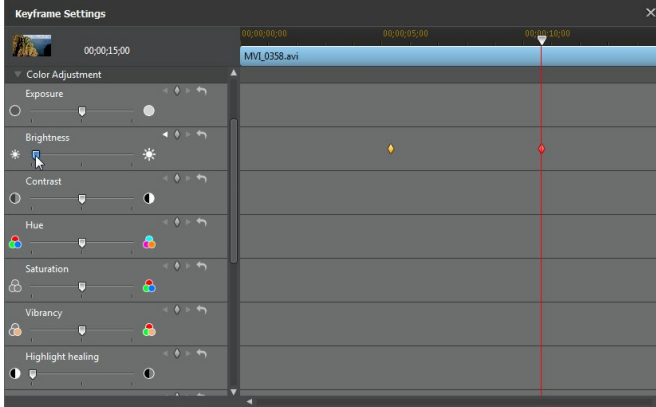 Keyframe Settings
00;00;15;00
00;00;00;00
00;00;05;00
00;00;10;00
MVI_0358.avi
Color Adjustment
Exposure
Brightness
Contrast
Hue
Saturation
Vibrancy
Highlight healing